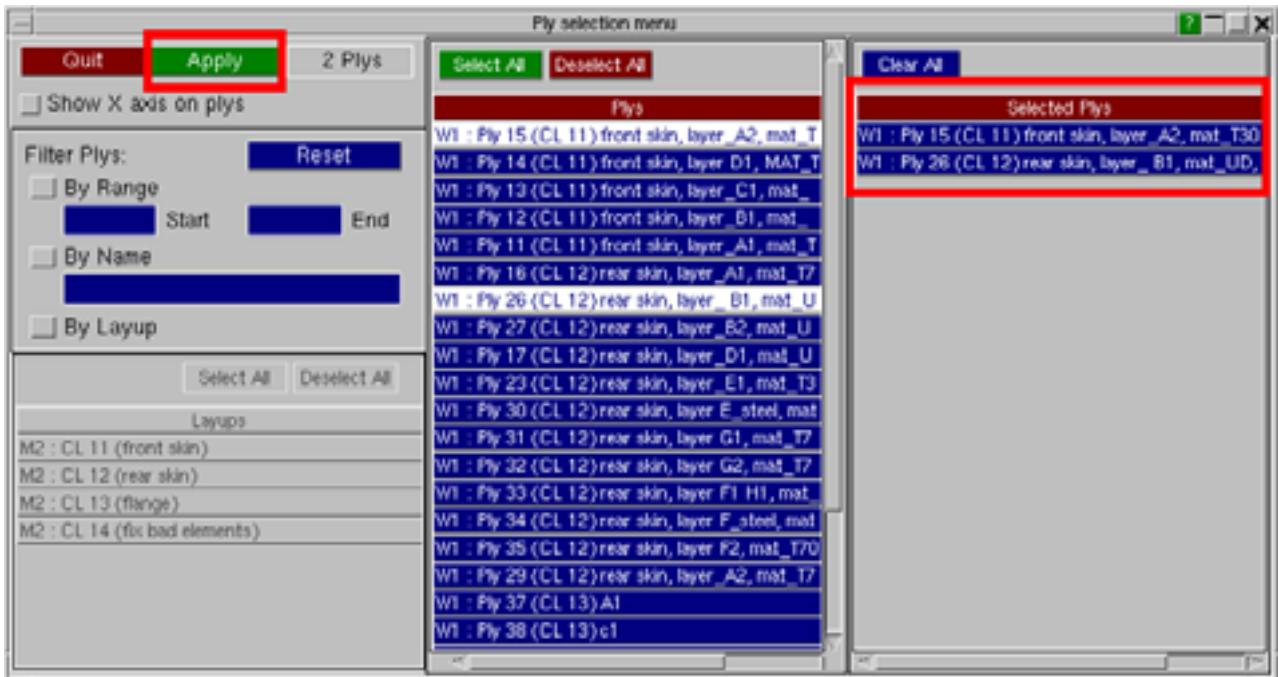 Ply selection menu
?
Quit
Apply
2 Plys
Show X axis on plys
Filter Plys:
Reset
By Range
Start
End
By Name
By Layup
Select All
Deselect All
Layups
M2 : CL 11 (front skin)
M2 : CL 12 (rear skin)
M2 : CL 13 (flange)
M2 : CL 14 (fix bad elements)
Select All
Deselect All
Plys
W1 : Ply 15 (CL 11) front skin, layer_A2, mat_T
W1 : Ply 14 (CL 11) front skin, layer D1, MAT_T
W1 : Ply 13 (CL 11) front skin, layer_C1, mat_
W1 : Ply 12 (CL 11) front skin, layer_B1, mat_
W1 : Ply 11 (CL 11) front skin, layer_A1, mat_T
W1 : Ply 16 (CL 12) rear skin, layer_A1, mat_T7
W1 : Ply 26 (CL 12) rear skin, layer_ B1, mat_U
W1 : Ply 27 (CL 12) rear skin, layer_B2, mat_U
W1 : Ply 17 (CL 12) rear skin, layer_D1, mat_U
W1 : Ply 23 (CL 12) rear skin, layer_E1, mat_T3
W1 : Ply 30 (CL 12) rear skin, layer E_steel, mat
W1 : Ply 31 (CL 12) rear skin, layer G1, mat_T7
W1 : Ply 32 (CL 12) rear skin, layer G2, mat_T7
W1 : Ply 33 (CL 12) rear skin, layer F1 H1, mat_
W1 : Ply 34 (CL 12) rear skin, layer F_steel, mat
W1 : Ply 35 (CL 12) rear skin, layer F2, mat_T70
W1 : Ply 29 (CL 12) rear skin, layer_A2, mat_T7
W1 : Ply 37 (CL 13) A1
W1 : Ply 38 (CL 13) c1
Clear All
Selected Plys
W1 : Ply 15 (CL 11) front skin, layer_A2, mat_T30
W1 : Ply 26 (CL 12) rear skin, layer_ B1, mat_UD,